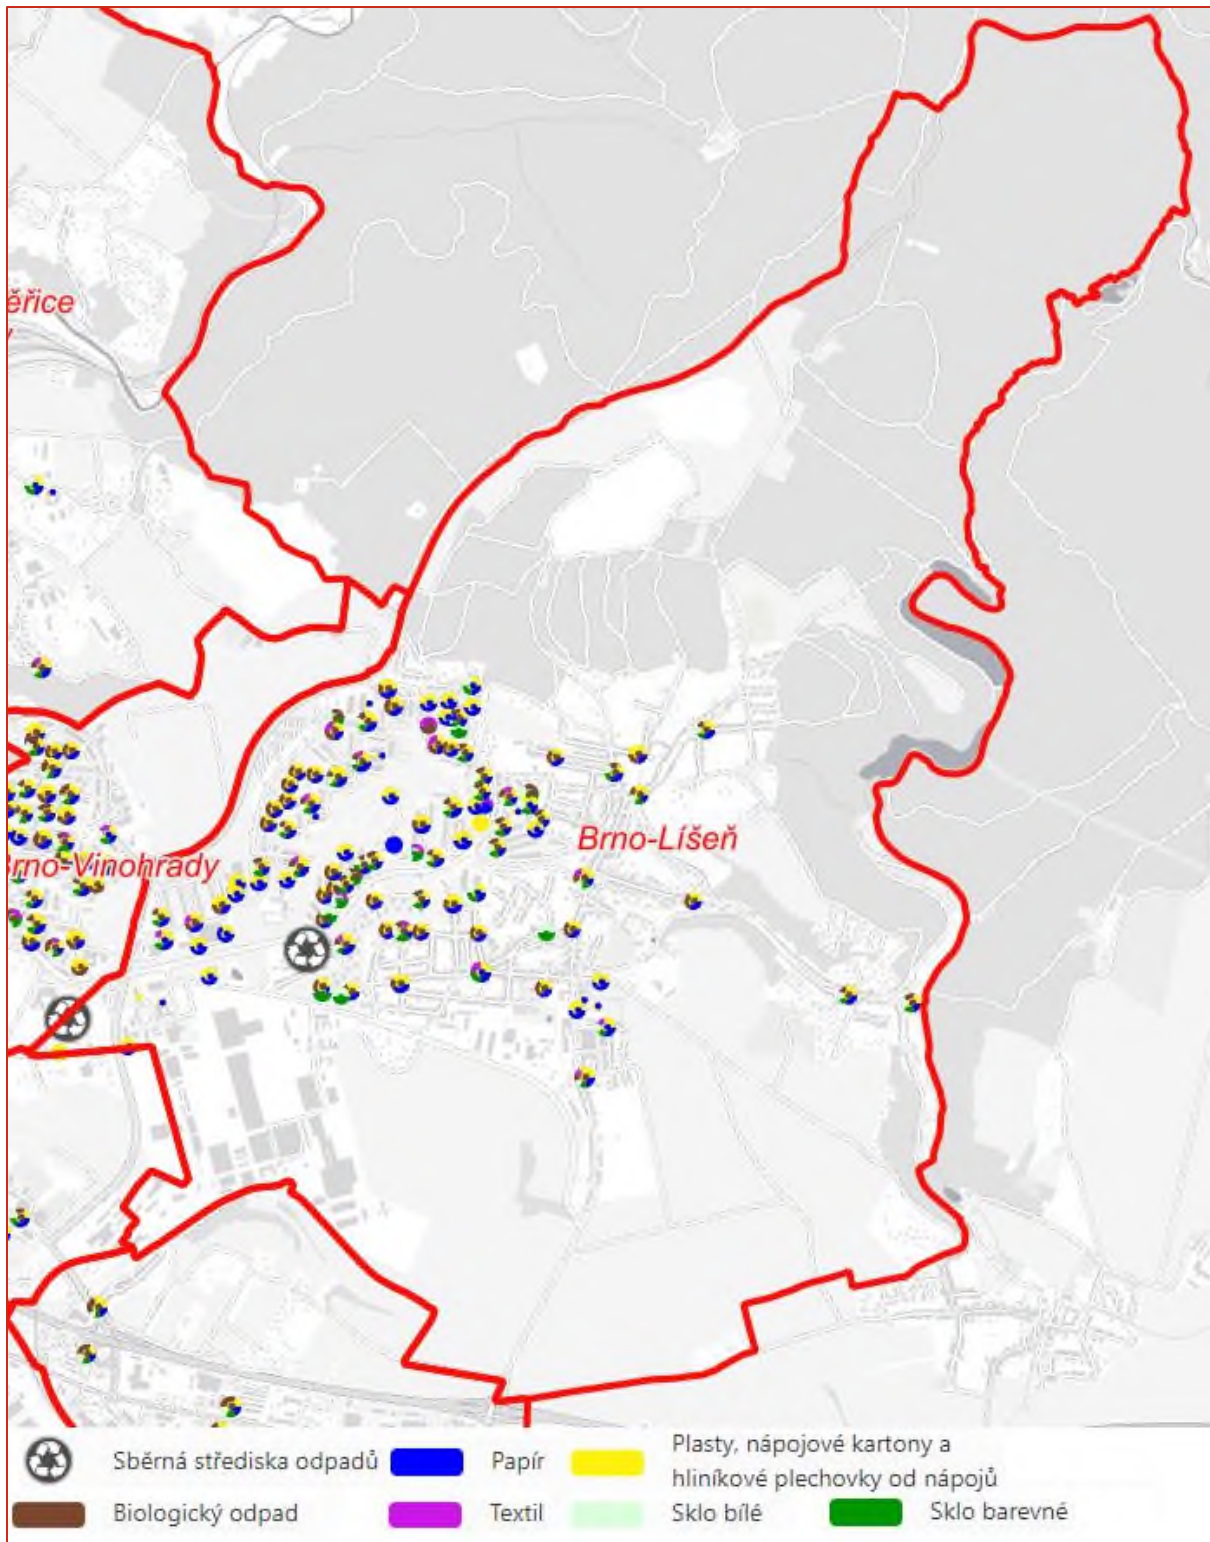 ěřice
Brno-Líšeň
Brno-Vinohrady
Sběrná střediska odpadů
Papír
Plasty, nápojové kartony a
hliníkové plechovky od nápojů
Biologický odpad
Textil
Sklo bílé
Sklo barevné